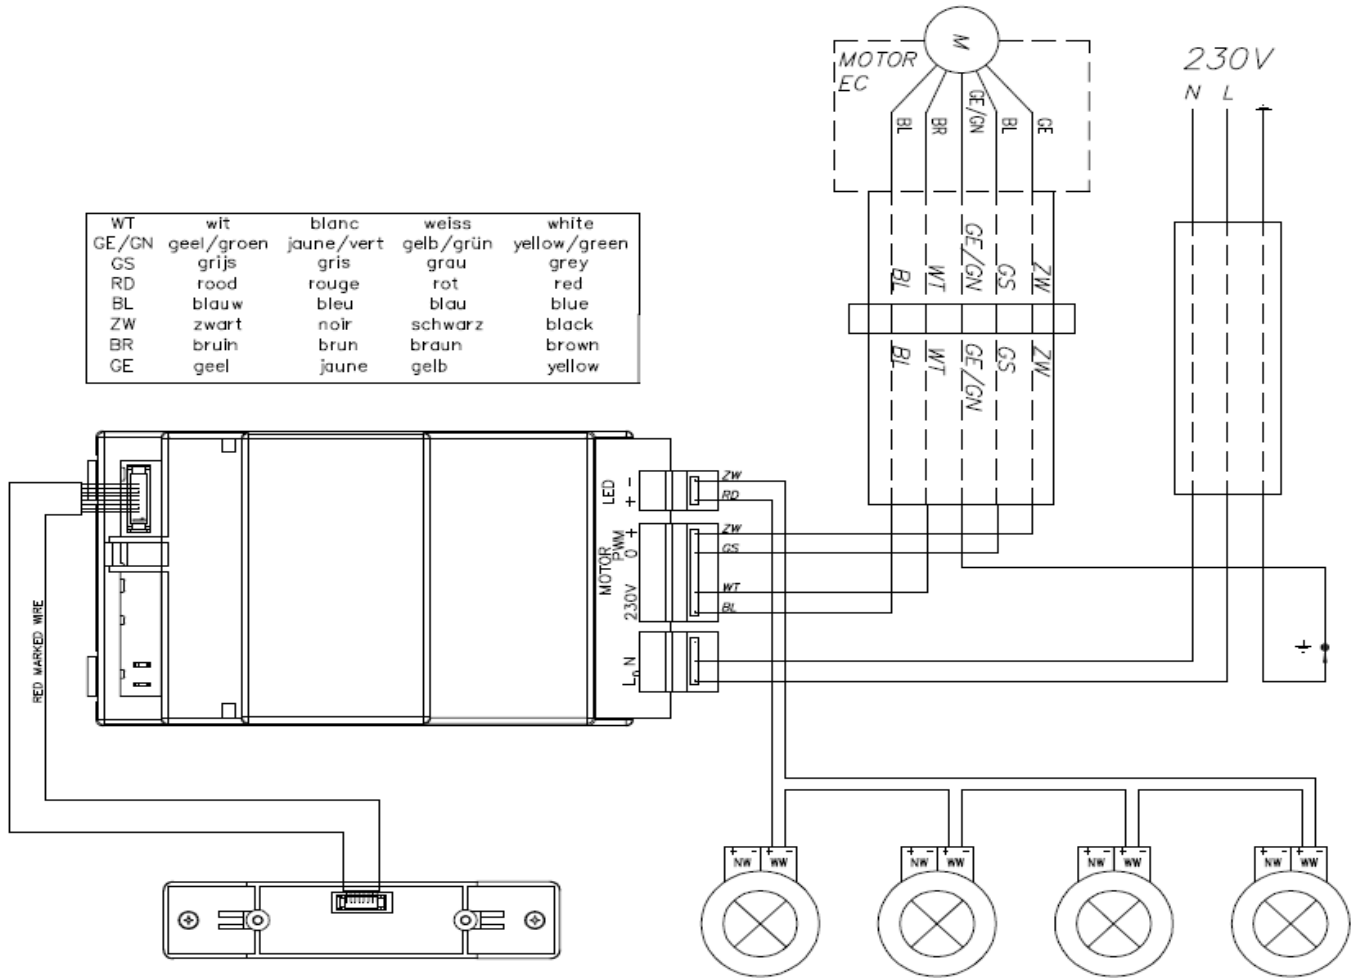 MOTOR
EC
M
230V
N L
BL BR GE/GN BL GE
WT wit blanc weiss white
GE/GN geel/groen jaune/vert gelb/grün yellow/green
GS grijs gris grau grey
RD rood rouge rot red
BL blauw bleu blau blue
ZW zwart noir schwarz black
BR bruin brun braun brown
GE geel jaune gelb yellow
BL WT GE/GN GS ZW
BL WT GE/GN GS ZW
LED
+ -
ZW
RD
MOTOR
PWM
0 +
230V
ZW
GS
WT
BL
L N
RED MARKED WIRE
+ - + -
NW WW
+ - + -
NW WW
+ - + -
NW WW
+ - + -
NW WW